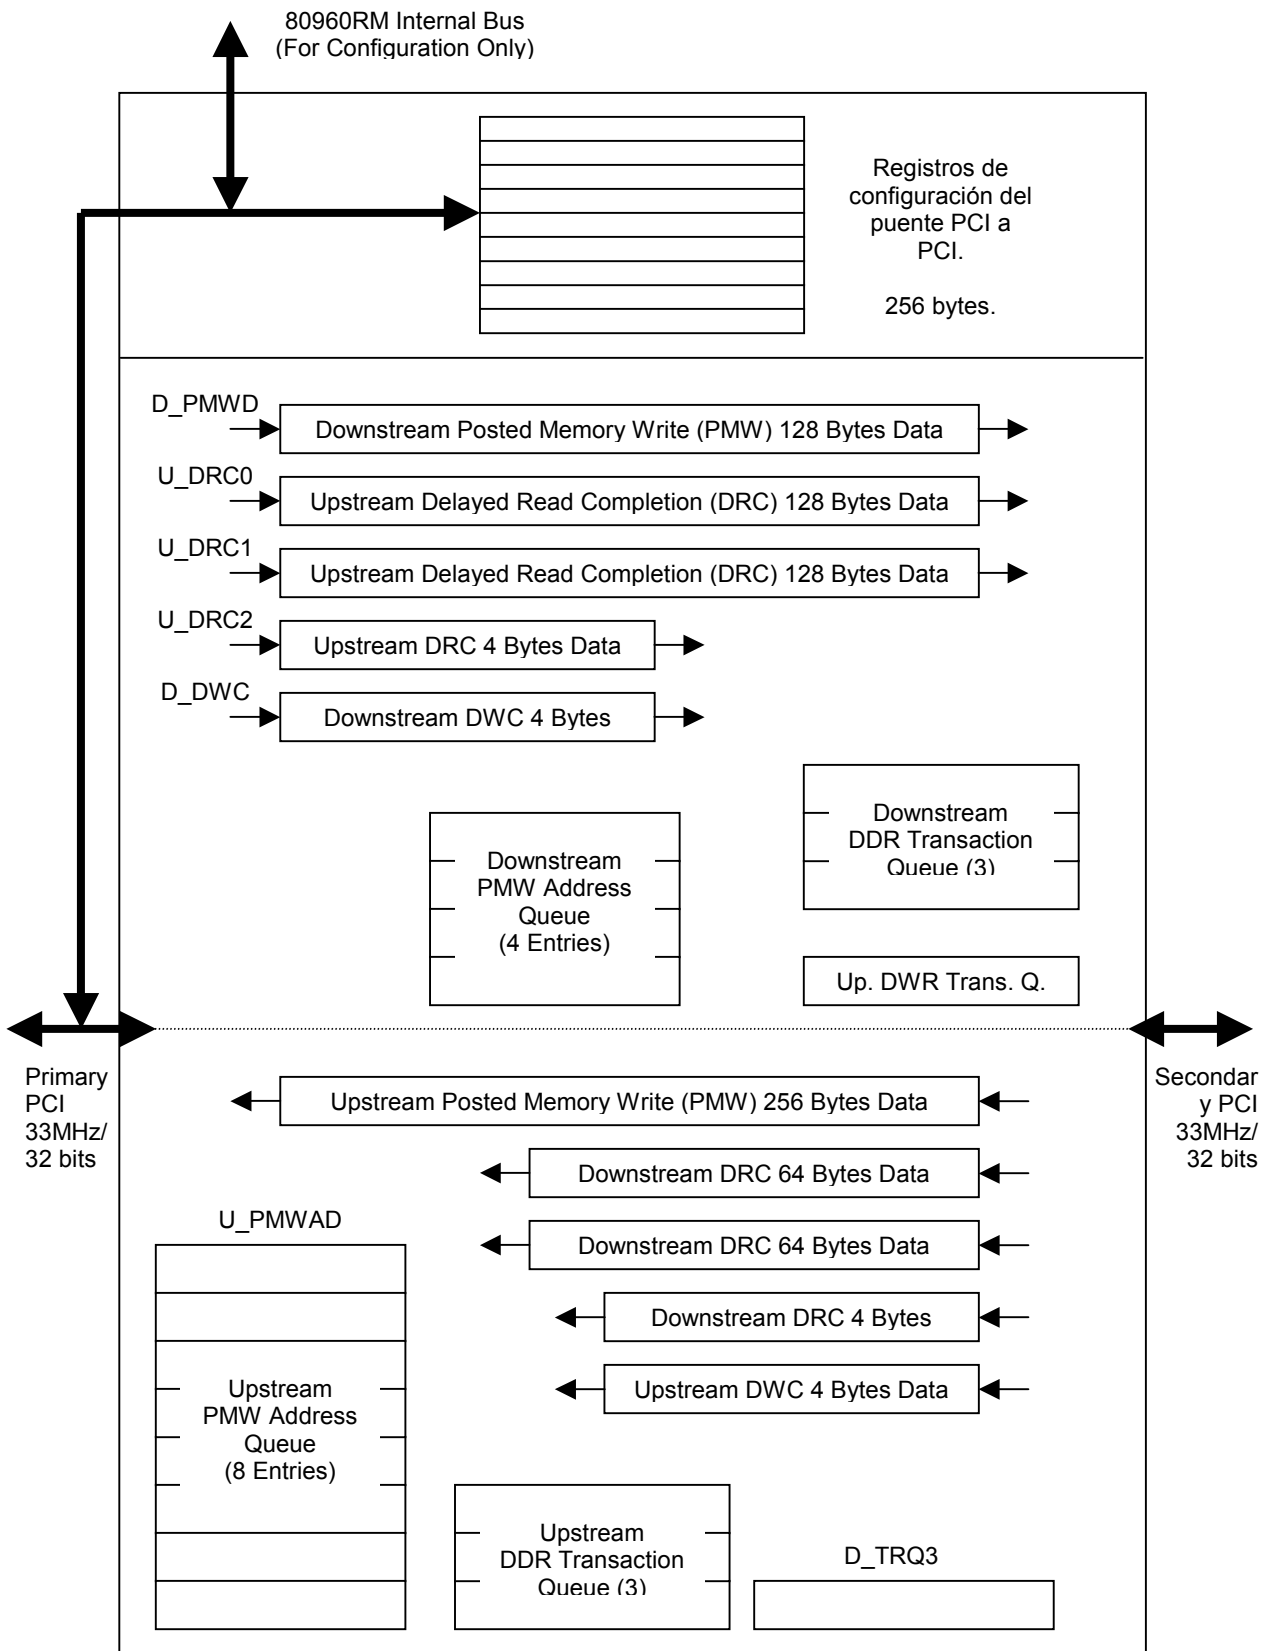 80960RM Internal Bus
(For Configuration Only)
Registros de
configuración del
puente PCI a
PCI.
256 bytes.
D_PMWD
Downstream Posted Memory Write (PMW) 128 Bytes Data
U_DRC0
Upstream Delayed Read Completion (DRC) 128 Bytes Data
U_DRC1
Upstream Delayed Read Completion (DRC) 128 Bytes Data
U_DRC2
Upstream DRC 4 Bytes Data
D_DWC
Downstream DWC 4 Bytes
Downstream
DDR Transaction
Queue (3)
Downstream
PMW Address
Queue
(4 Entries)
Up. DWR Trans. Q.
Primary
PCI
33MHz/
32 bits
Secondar
y PCI
33MHz/
32 bits
Upstream Posted Memory Write (PMW) 256 Bytes Data
Downstream DRC 64 Bytes Data
U_PMWAD
Downstream DRC 64 Bytes Data
Downstream DRC 4 Bytes
Upstream DWC 4 Bytes Data
Upstream
PMW Address
Queue
(8 Entries)
Upstream
DDR Transaction
Queue (3)
D_TRQ3